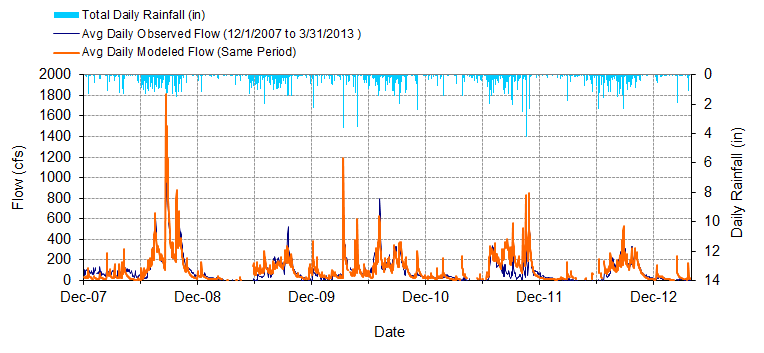 Total Daily Rainfall (in)
Avg Daily Observed Flow (12/1/2007 to 3/31/2013 )
Avg Daily Modeled Flow (Same Period)
2000 0
1800 2
1600
1400 4
1200 6
1000
800 8
600 10
400
200 12
0 14
Flow (cfs)
Daily Rainfall (in)
Dec-07 Dec-08 Dec-09 Dec-10 Dec-11 Dec-12
Date